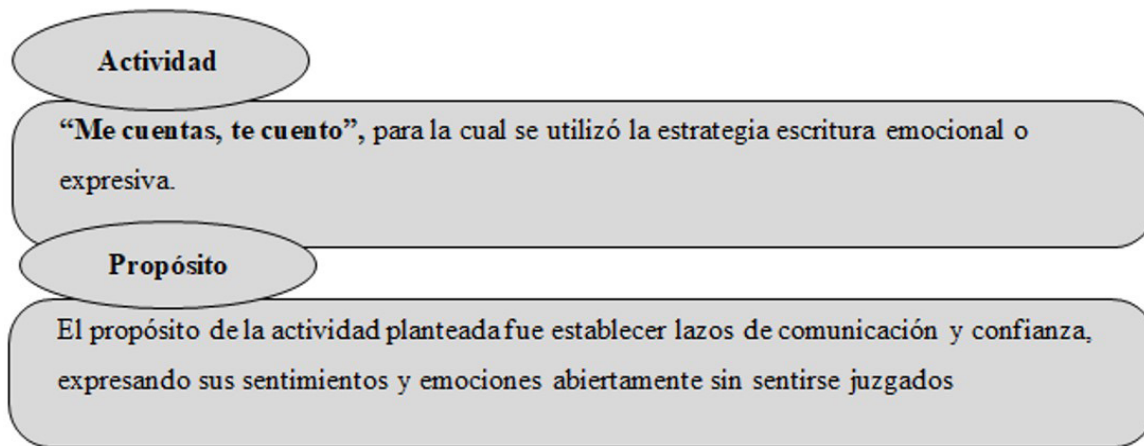 Actividad
“Me cuentas, te cuento”, para la cual se utilizó la estrategia escritura emocional o
expresiva.
Propósito
El propósito de la actividad planteada fue establecer lazos de comunicación y confianza,
expresando sus sentimientos y emociones abiertamente sin sentirse juzgados